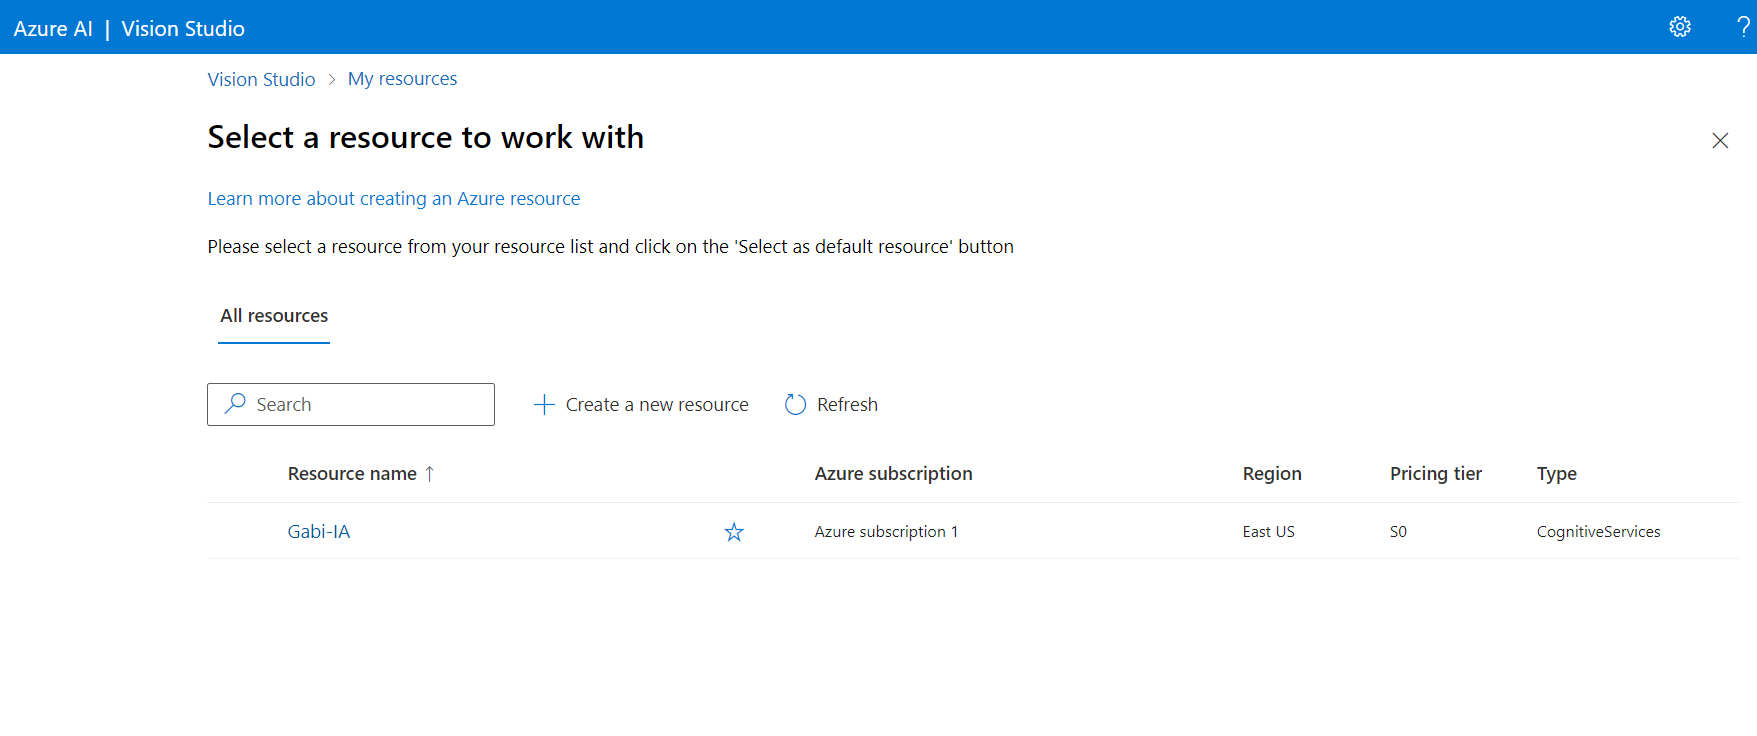 Azure AI | Vision Studio
?
Vision Studio > My resources
Select a resource to work with
Learn more about creating an Azure resource
Please select a resource from your resource list and click on the 'Select as default resource' button
All resources
Search Create a new resource Refresh
Resource name ↑ Azure subscription Region Pricing tier Type
Gabi-IA Azure subscription 1 East US S0 CognitiveServices